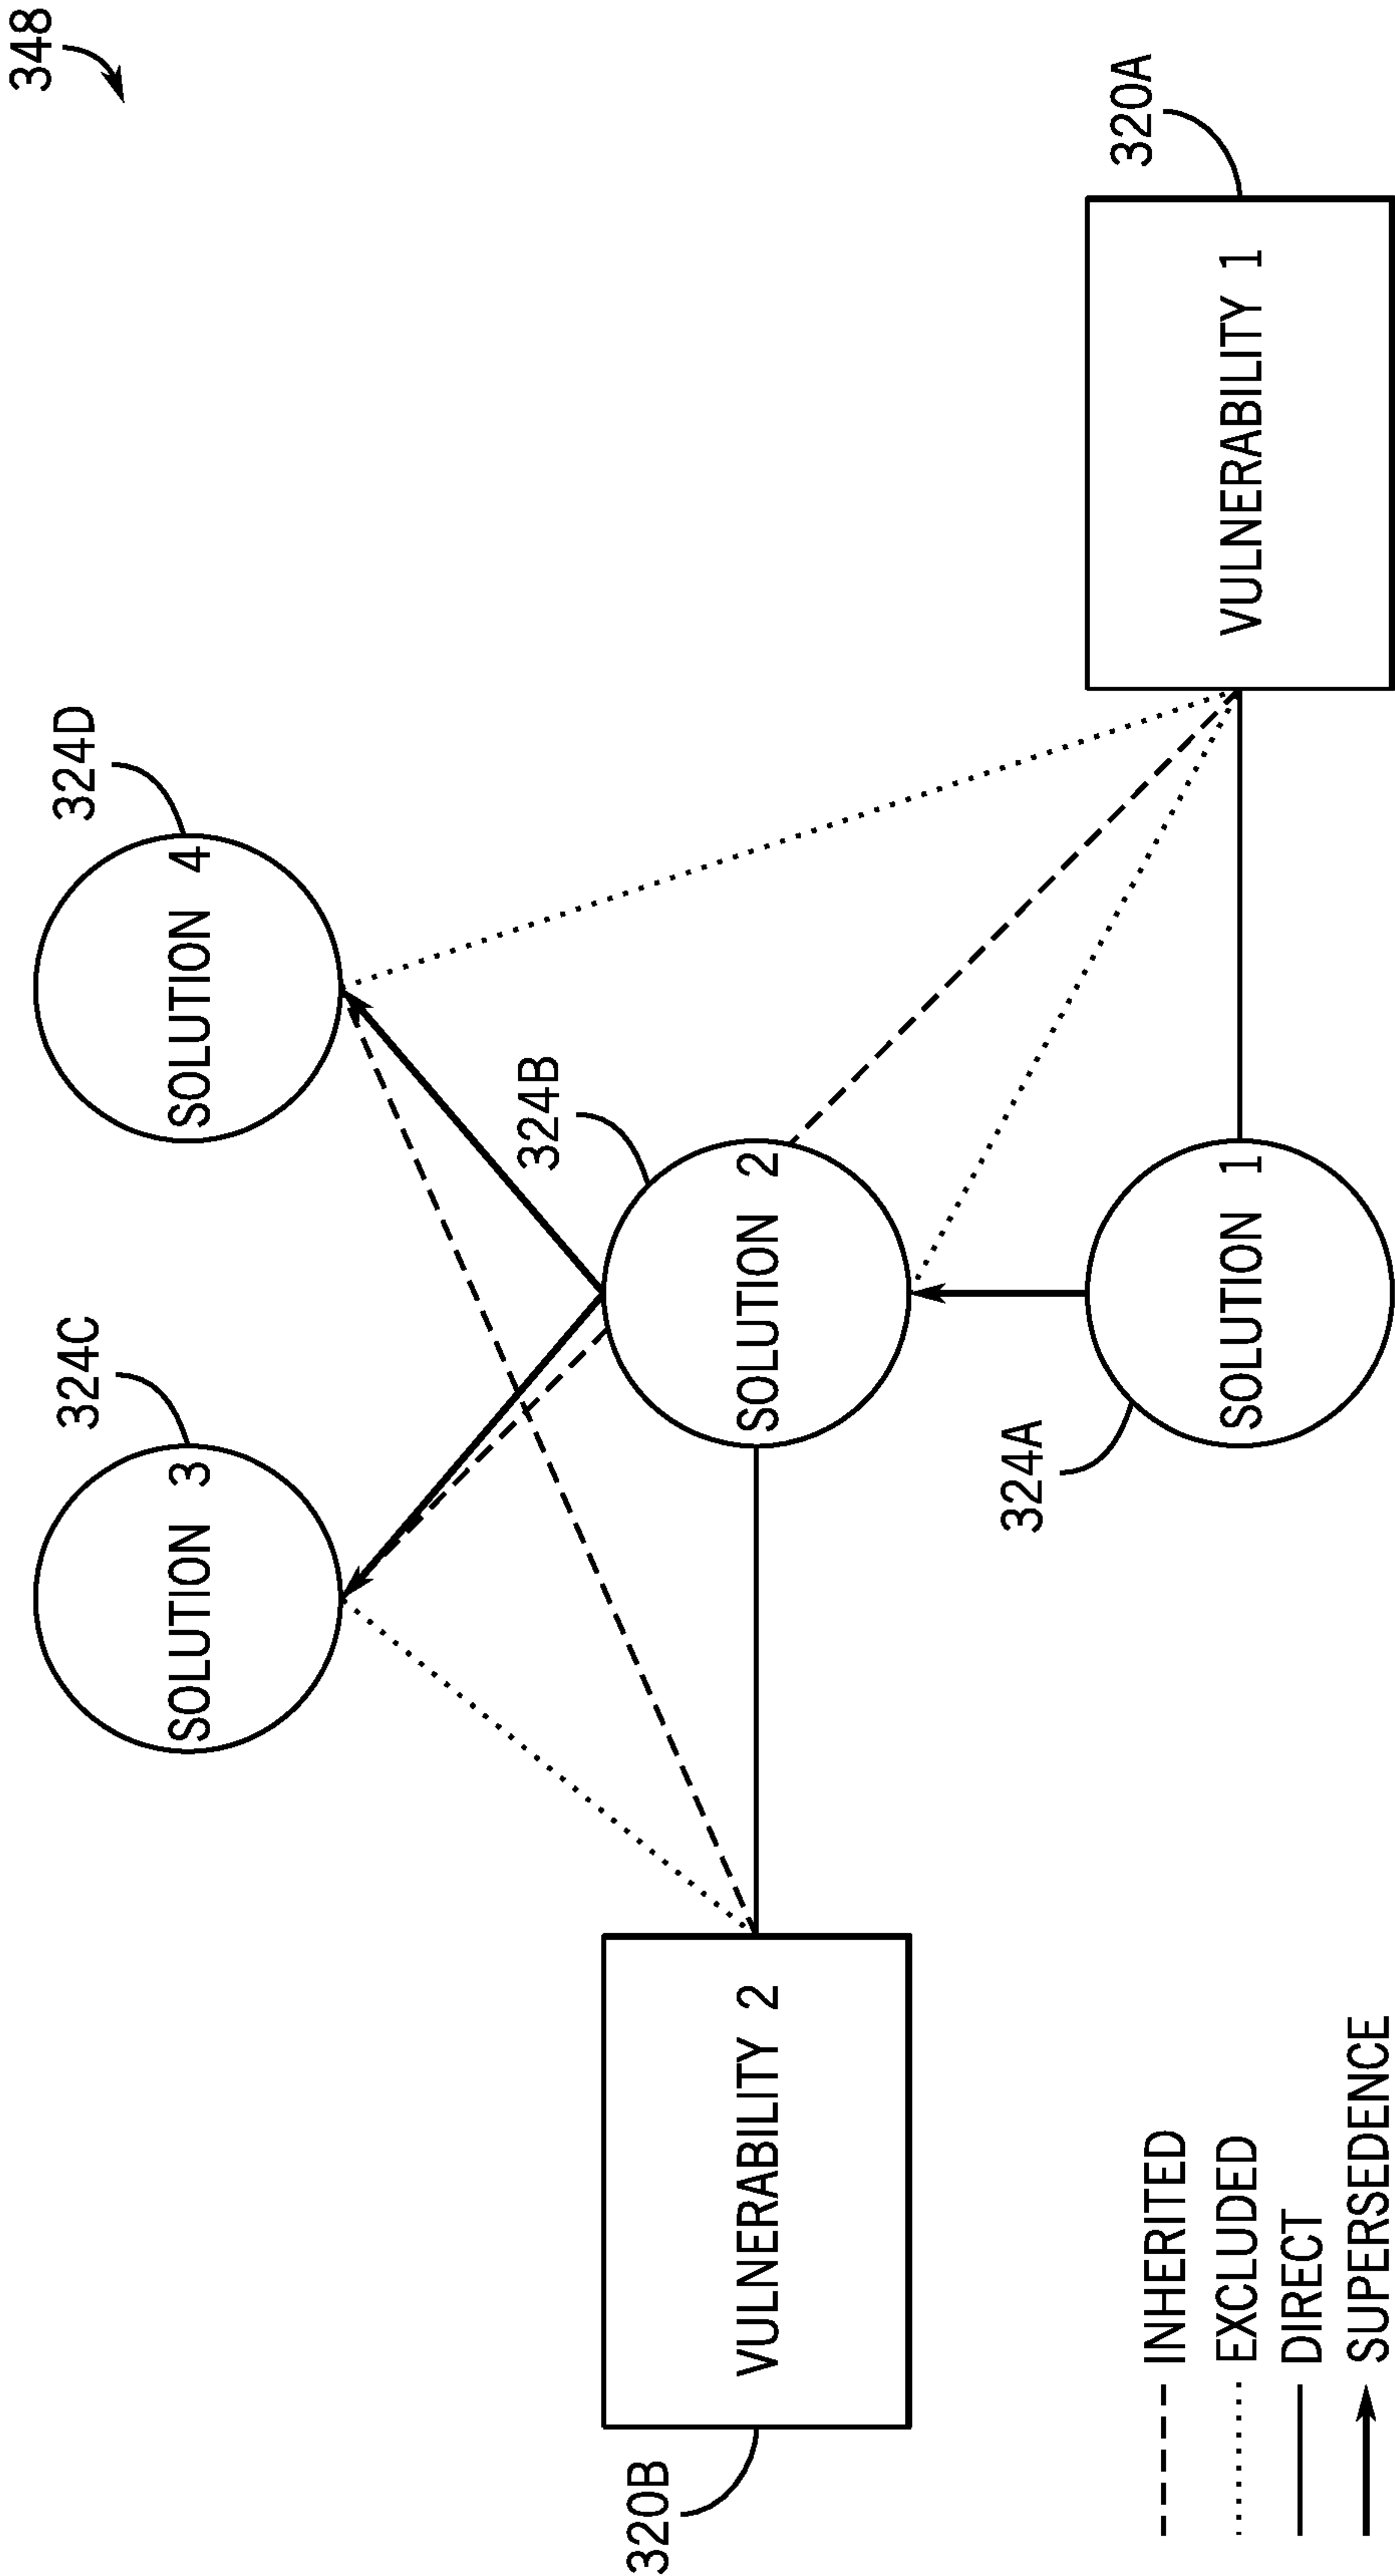 348
324C
324D
SOLUTION 3
SOLUTION 4
324B
320B
VULNERABILITY 2
SOLUTION 2
324A
320A
SOLUTION 1
VULNERABILITY 1
INHERITED
EXCLUDED
DIRECT
SUPERSEDENCE